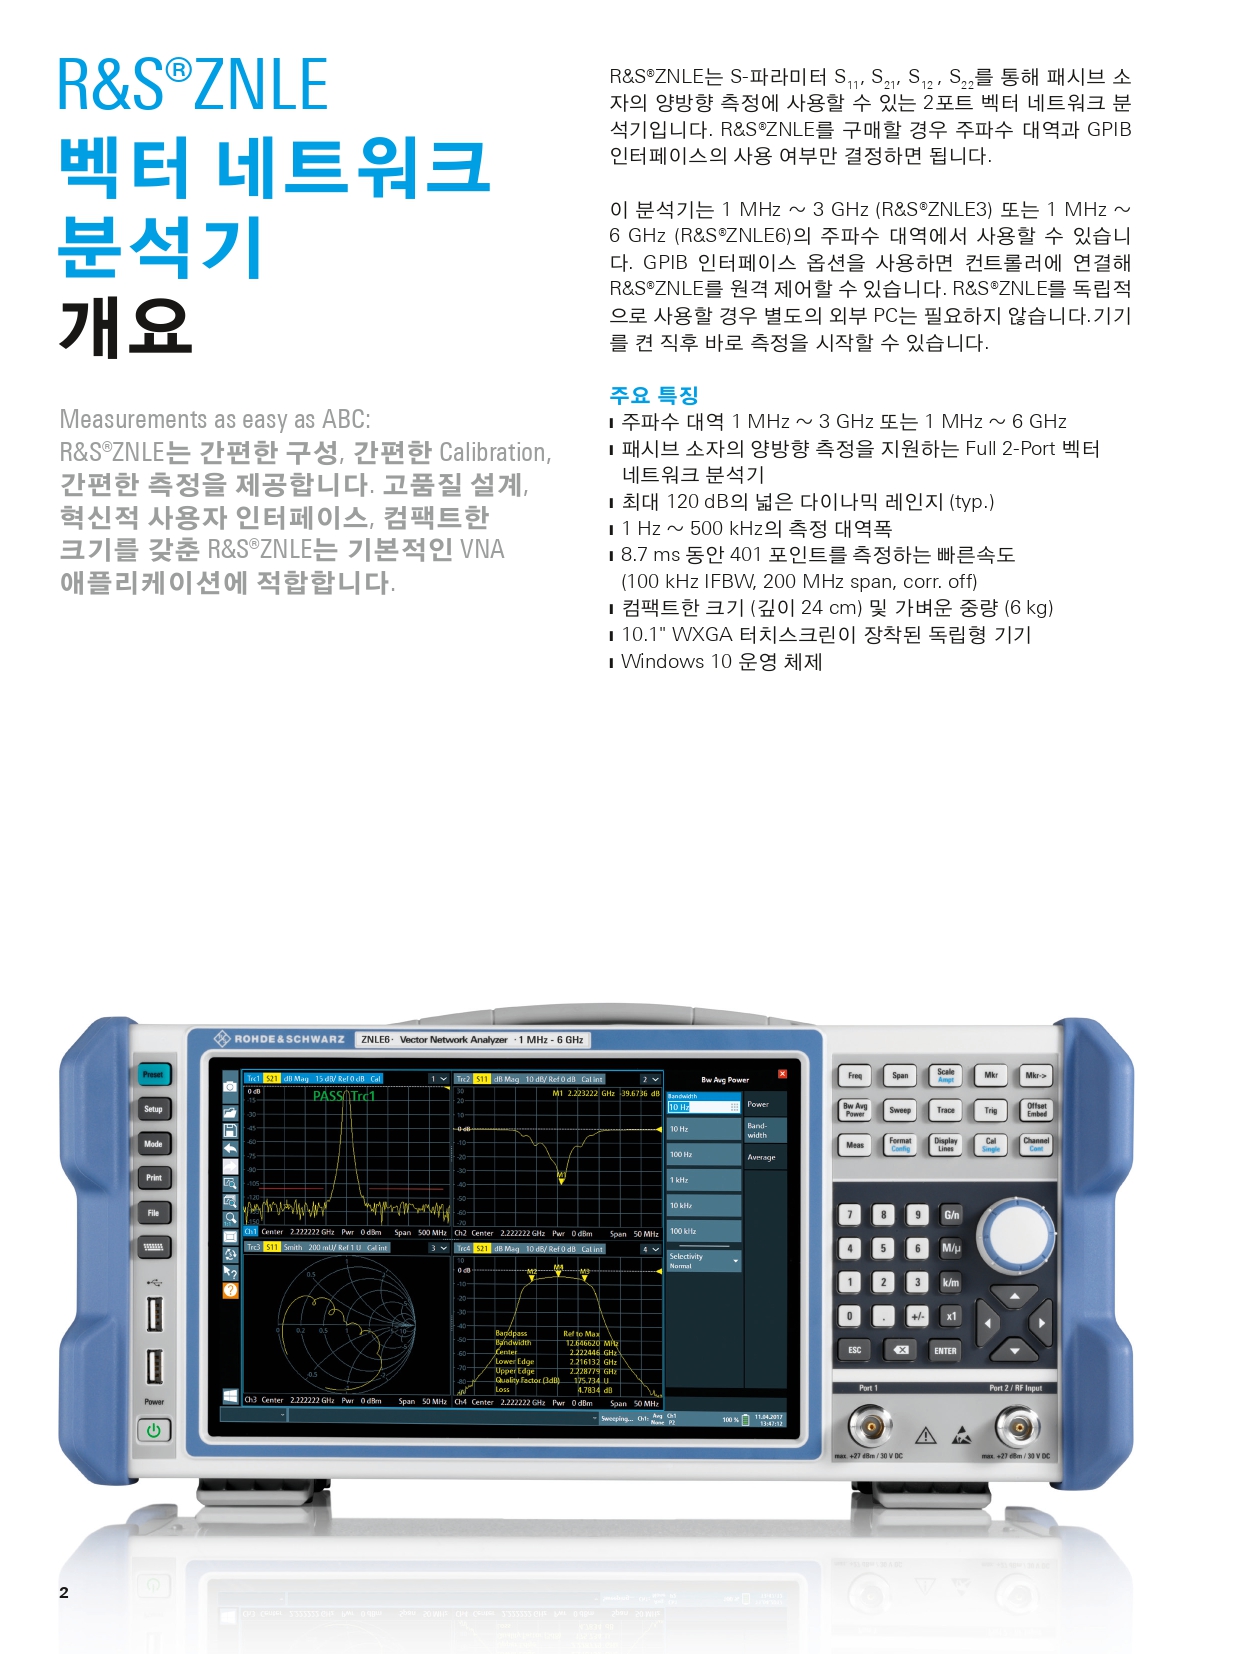 R&S®ZNLE
벡터 네트워크
분석기
개요
Measurements as easy as ABC:
R&S®ZNLE는 간편한 구성, 간편한 Calibration,
간편한 측정을 제공합니다. 고품질 설계,
혁신적 사용자 인터페이스, 컴팩트한
크기를 갖춘 R&S®ZNLE는 기본적인 VNA
애플리케이션에 적합합니다.
R&S®ZNLE는 S-파라미터 S11, S21, S12 , S22를 통해 패시브 소
자의 양방향 측정에 사용할 수 있는 2포트 벡터 네트워크 분
석기입니다. R&S®ZNLE를 구매할 경우 주파수 대역과 GPIB
인터페이스의 사용 여부만 결정하면 됩니다.
이 분석기는 1 MHz ~ 3 GHz (R&S®ZNLE3) 또는 1 MHz ~
6 GHz (R&S®ZNLE6)의 주파수 대역에서 사용할 수 있습니
다. GPIB 인터페이스 옵션을 사용하면 컨트롤러에 연결해
R&S®ZNLE를 원격 제어할 수 있습니다. R&S®ZNLE를 독립적
으로 사용할 경우 별도의 외부 PC는 필요하지 않습니다.기기
를 켠 직후 바로 측정을 시작할 수 있습니다.
주요 특징
ı 주파수 대역 1 MHz ~ 3 GHz 또는 1 MHz ~ 6 GHz
ı 패시브 소자의 양방향 측정을 지원하는 Full 2-Port 벡터
네트워크 분석기
ı 최대 120 dB의 넓은 다이나믹 레인지 (typ.)
ı 1 Hz ~ 500 kHz의 측정 대역폭
ı 8.7 ms 동안 401 포인트를 측정하는 빠른속도
(100 kHz IFBW, 200 MHz span, corr. off)
ı 컴팩트한 크기 (깊이 24 cm) 및 가벼운 중량 (6 kg)
ı 10.1" WXGA 터치스크린이 장착된 독립형 기기
ı Windows 10 운영 체제
ROHDE&SCHWARZ ZNLE6 · Vector Network Analyzer · 1 MHz - 6 GHz
Preset
Setup
Mode
Print
File
Power
Trc1 S21 dB Mag 15 dB/ Ref 0 dB Cal 1
PASS Trc1
Ch1 Center 2.222222 GHz Pwr 0 dBm Span 500 MHz
Trc2 S11 dB Mag 10 dB/ Ref 0 dB Cal int 2
M1 2.223222 GHz -39.6736 dB
M1
Ch2 Center 2.222222 GHz Pwr 0 dBm Span 50 MHz
Trc3 S11 Smith 200 mU/ Ref 1 U Cal int 3
Ch3 Center 2.222222 GHz Pwr 0 dBm Span 50 MHz
Trc4 S21 dB Mag 10 dB/ Ref 0 dB Cal int 4
M2 M4 M3
Bandpass Ref to Max
Bandwidth 12.646620 MHz
Center 2.222446 GHz
Lower Edge 2.216132 GHz
Upper Edge 2.228779 GHz
Quality Factor (3dB) 175.734 U
Loss 4.7834 dB
Ch4 Center 2.222222 GHz Pwr 0 dBm Span 50 MHz
Bw Avg Power
Bandwidth
10 Hz
10 Hz
100 Hz
1 kHz
10 kHz
100 kHz
Selectivity
Normal
Power
Band-
width
Average
Sweeping... Ch1: Avg None Ch1 P2 100 % 11.04.2017 13:47:12
Freq Span Scale Ampt Mkr Mkr->
Bw Avg Power Sweep Trace Trig Offset Embed
Meas Format Config Display Lines Cal Single Channel Cont
7 8 9 G/n
4 5 6 M/µ
1 2 3 k/m
0 . +/- x1
ESC ENTER
Port 1 Port 2 / RF Input
max. +27 dBm / 30 V DC max. +27 dBm / 30 V DC
2